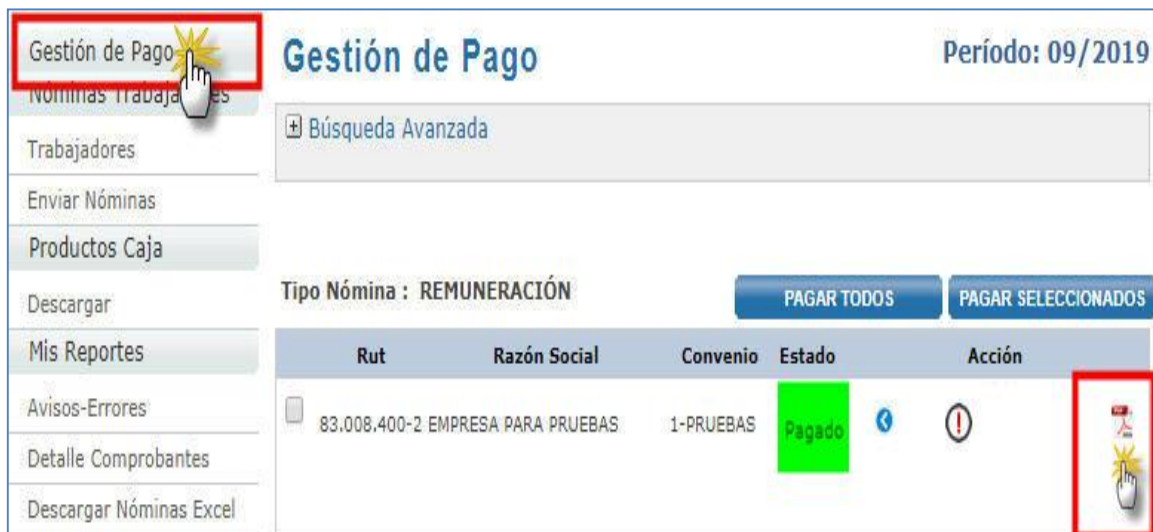 Gestión de Pago
Nóminas Trabajadores
Trabajadores
Enviar Nóminas
Productos Caja
Descargar
Mis Reportes
Avisos-Errores
Detalle Comprobantes
Descargar Nóminas Excel
Gestión de Pago
Período: 09/2019
Búsqueda Avanzada
Tipo Nómina : REMUNERACIÓN
PAGAR TODOS
PAGAR SELECCIONADOS
Rut Razón Social Convenio Estado Acción
83.008.400-2 EMPRESA PARA PRUEBAS 1-PRUEBAS Pagado